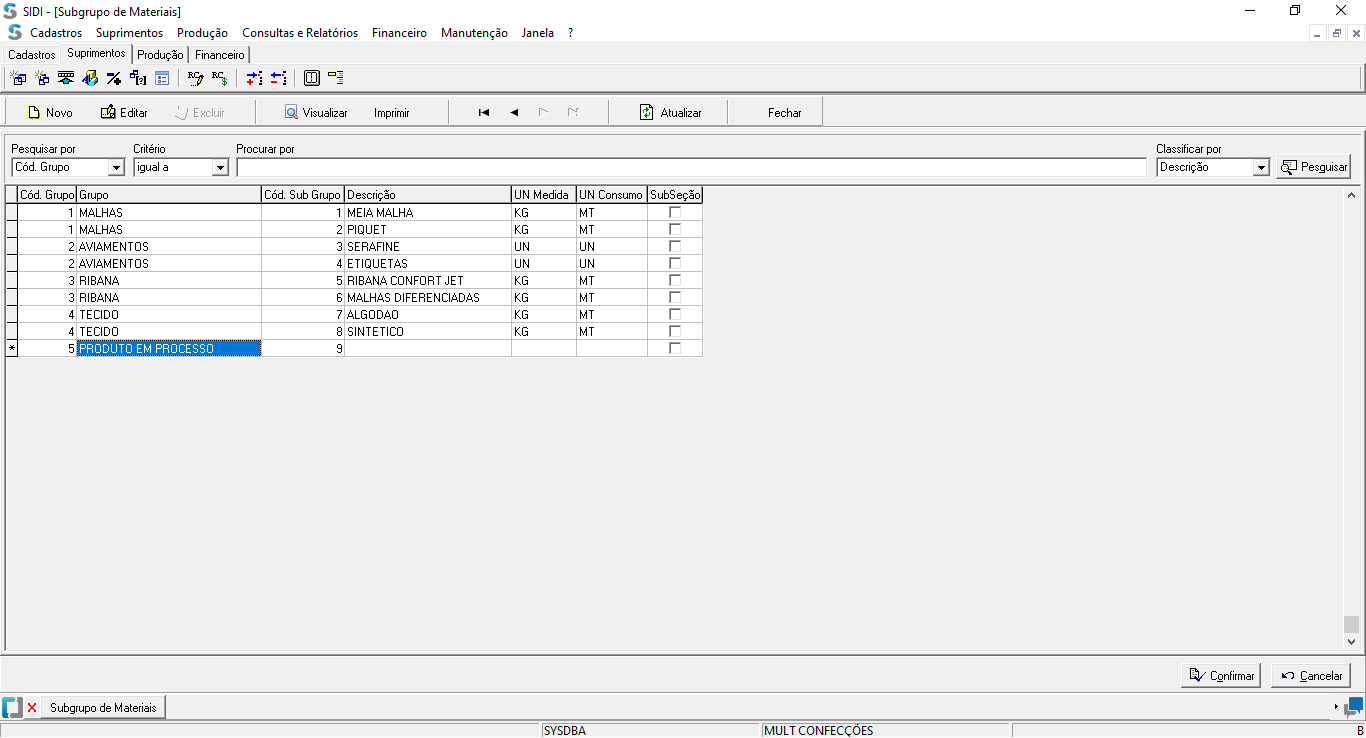 SIDI - [Subgrupo de Materiais]
Cadastros Suprimentos Produção Consultas e Relatórios Financeiro Manutenção Janela ?
Cadastros Suprimentos Produção Financeiro
Novo Editar Excluir Visualizar Imprimir Atualizar Fechar
Pesquisar por Critério Procurar por Classificar por
Cód. Grupo igual a Descrição Pesquisar
Cód. Grupo Grupo Cód. Sub Grupo Descrição UN Medida UN Consumo SubSeção
1 MALHAS 1 MEIA MALHA KG MT
1 MALHAS 2 PIQUET KG MT
2 AVIAMENTOS 3 SERAFINE UN UN
2 AVIAMENTOS 4 ETIQUETAS UN UN
3 RIBANA 5 RIBANA CONFORT JET KG MT
3 RIBANA 6 MALHAS DIFERENCIADAS KG MT
4 TECIDO 7 ALGODAO KG MT
4 TECIDO 8 SINTETICO KG MT
* 5 PRODUTO EM PROCESSO 9
Confirmar Cancelar
Subgrupo de Materiais
SYSDBA MULT CONFECÇÕES B